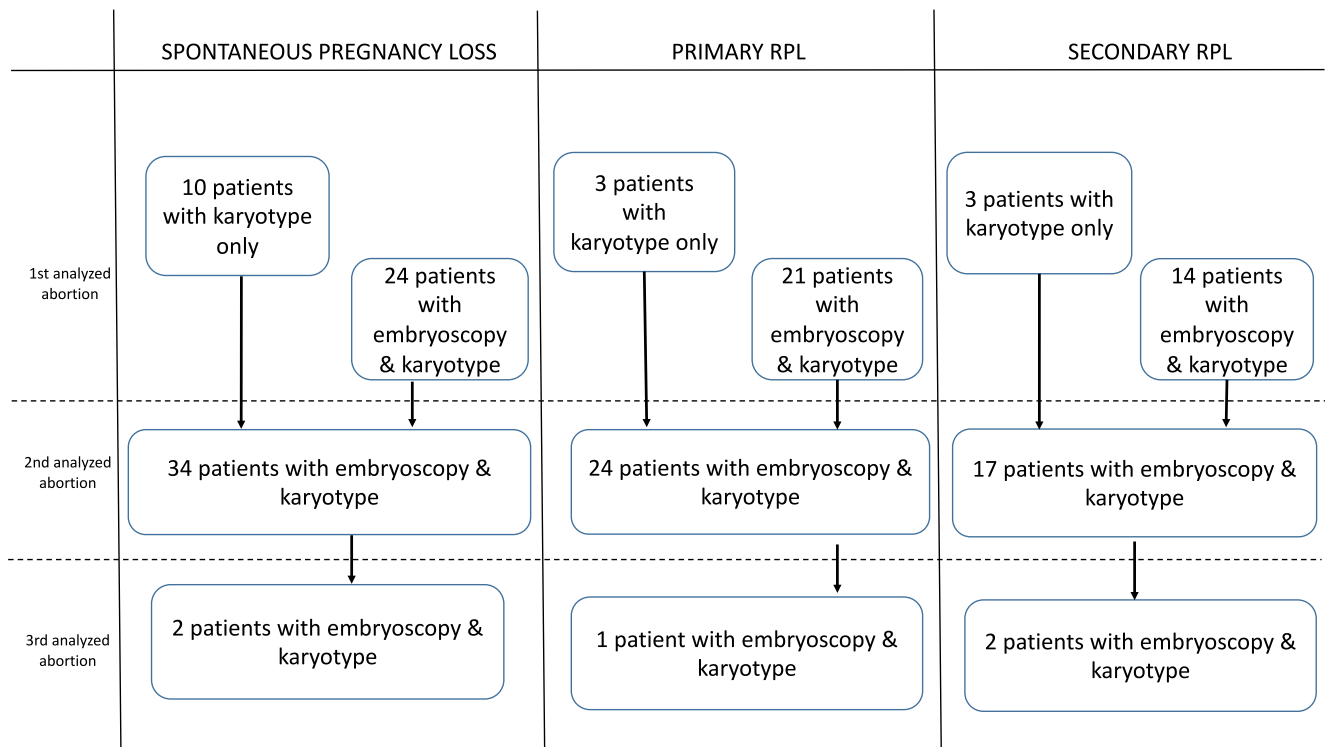 SPONTANEOUS PREGNANCY LOSS
PRIMARY RPL
SECONDARY RPL
1st analyzed
abortion
10 patients
with karyotype
only
24 patients
with
embryoscopy
& karyotype
3 patients
with
karyotype only
21 patients
with
embryoscopy
& karyotype
3 patients with
karyotype only
14 patients
with
embryoscopy
& karyotype
2nd analyzed
abortion
34 patients with embryoscopy &
karyotype
24 patients with embryoscopy &
karyotype
17 patients with embryoscopy &
karyotype
3rd analyzed
abortion
2 patients with embryoscopy &
karyotype
1 patient with embryoscopy &
karyotype
2 patients with embryoscopy &
karyotype